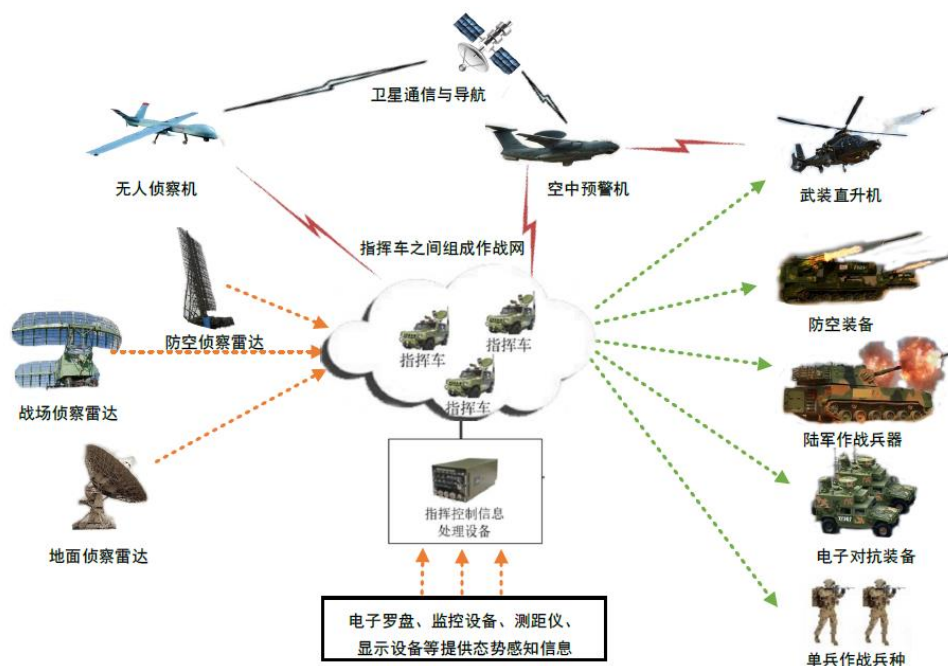 卫星通信与导航
无人侦察机
空中预警机
武装直升机
指挥车之间组成作战网
防空侦察雷达
防空装备
指挥车
指挥车
指挥车
战场侦察雷达
陆军作战兵器
指挥控制信息
处理设备
地面侦察雷达
电子对抗装备
电子罗盘、监控设备、测距仪、
显示设备等提供态势感知信息
单兵作战兵种